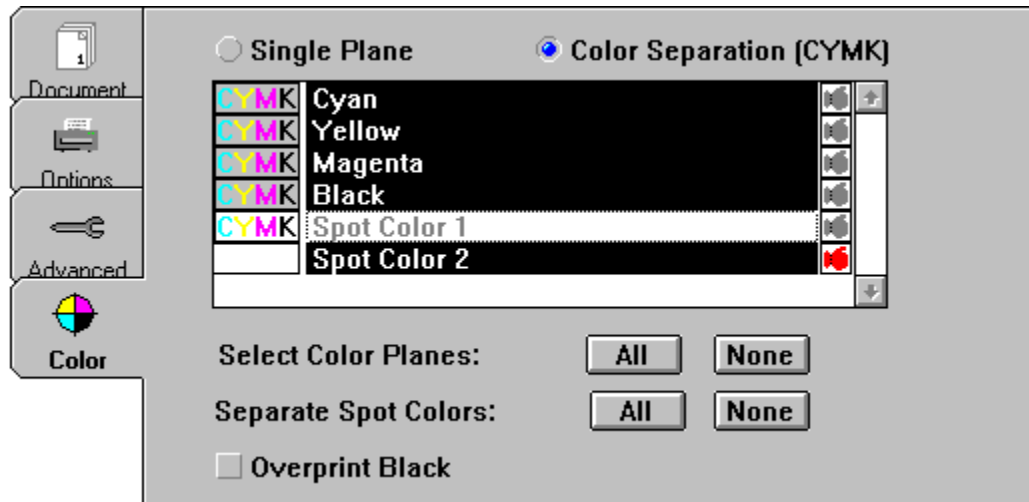 1
Document
Options
Advanced
Color
Single Plane
Color Separation (CYMK)
CYMK Cyan
CYMK Yellow
CYMK Magenta
CYMK Black
CYMK Spot Color 1
Spot Color 2
Select Color Planes: All None
Separate Spot Colors: All None
Overprint Black